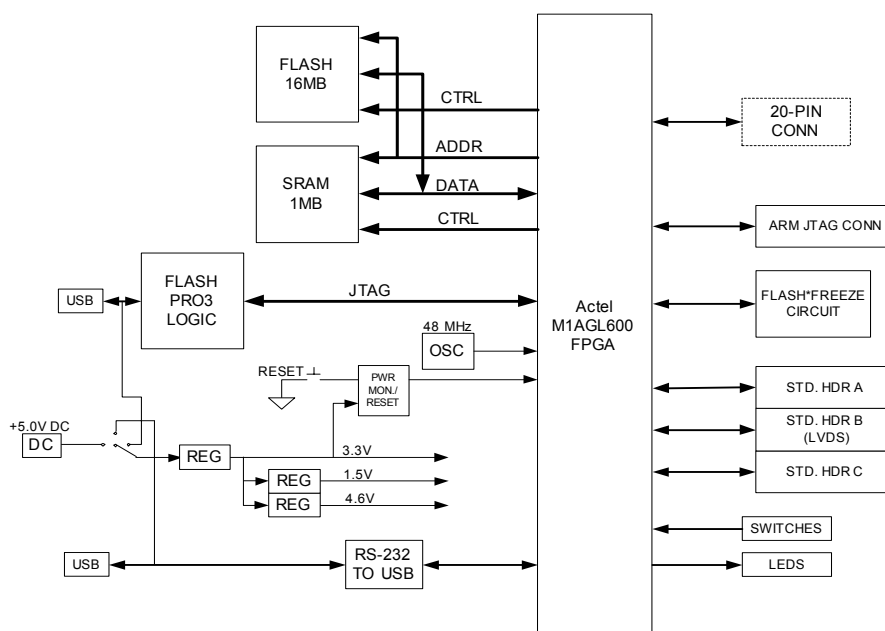 FLASH
16MB
CTRL
20-PIN
CONN
ADDR
SRAM
1MB
DATA
CTRL
ARM JTAG CONN
FLASH
PRO3
LOGIC
USB
JTAG
Actel
M1AGL600
FPGA
FLASH*FREEZE
CIRCUIT
48 MHz
OSC
RESET
PWR
MON./
RESET
STD. HDR A
+5.0V DC
DC
STD. HDR B
(LVDS)
REG
3.3V
REG
1.5V
STD. HDR C
REG
4.6V
SWITCHES
USB
RS-232
TO USB
LEDS